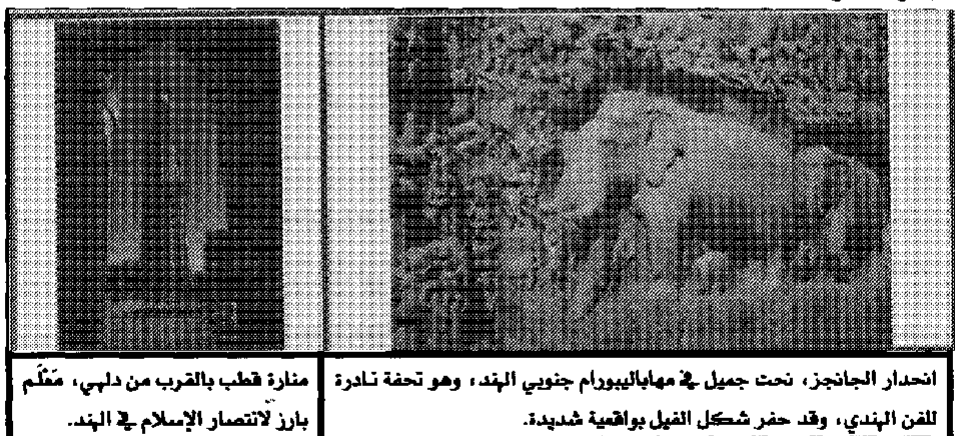 انحدار الجانجز، نحت جميل في مهاباليبورام جنوبي الهند، وهو تحفة نادرة
للفن الهندي، وقد حفر شكل الفيل بواقعية شديدة.
منارة قطب بالقرب من دلهي، مَعْلَم
بارز لانتصار الإسلام في الهند.